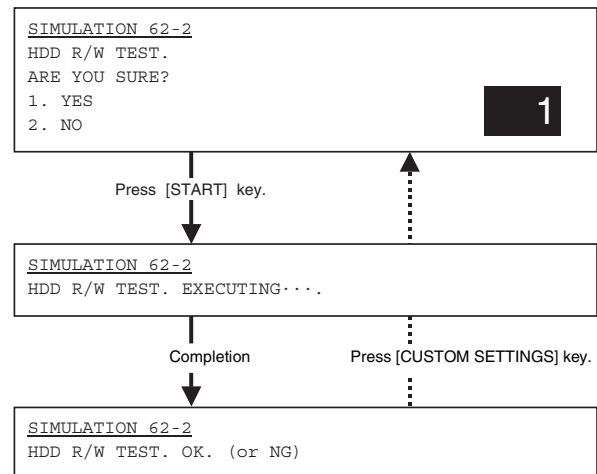 SIMULATION 62-2
HDD R/W TEST.
ARE YOU SURE?
1. YES
2. NO
1
Press [START] key.
SIMULATION 62-2
HDD R/W TEST. EXECUTING···.
Completion
Press [CUSTOM SETTINGS] key.
SIMULATION 62-2
HDD R/W TEST. OK. (or NG)